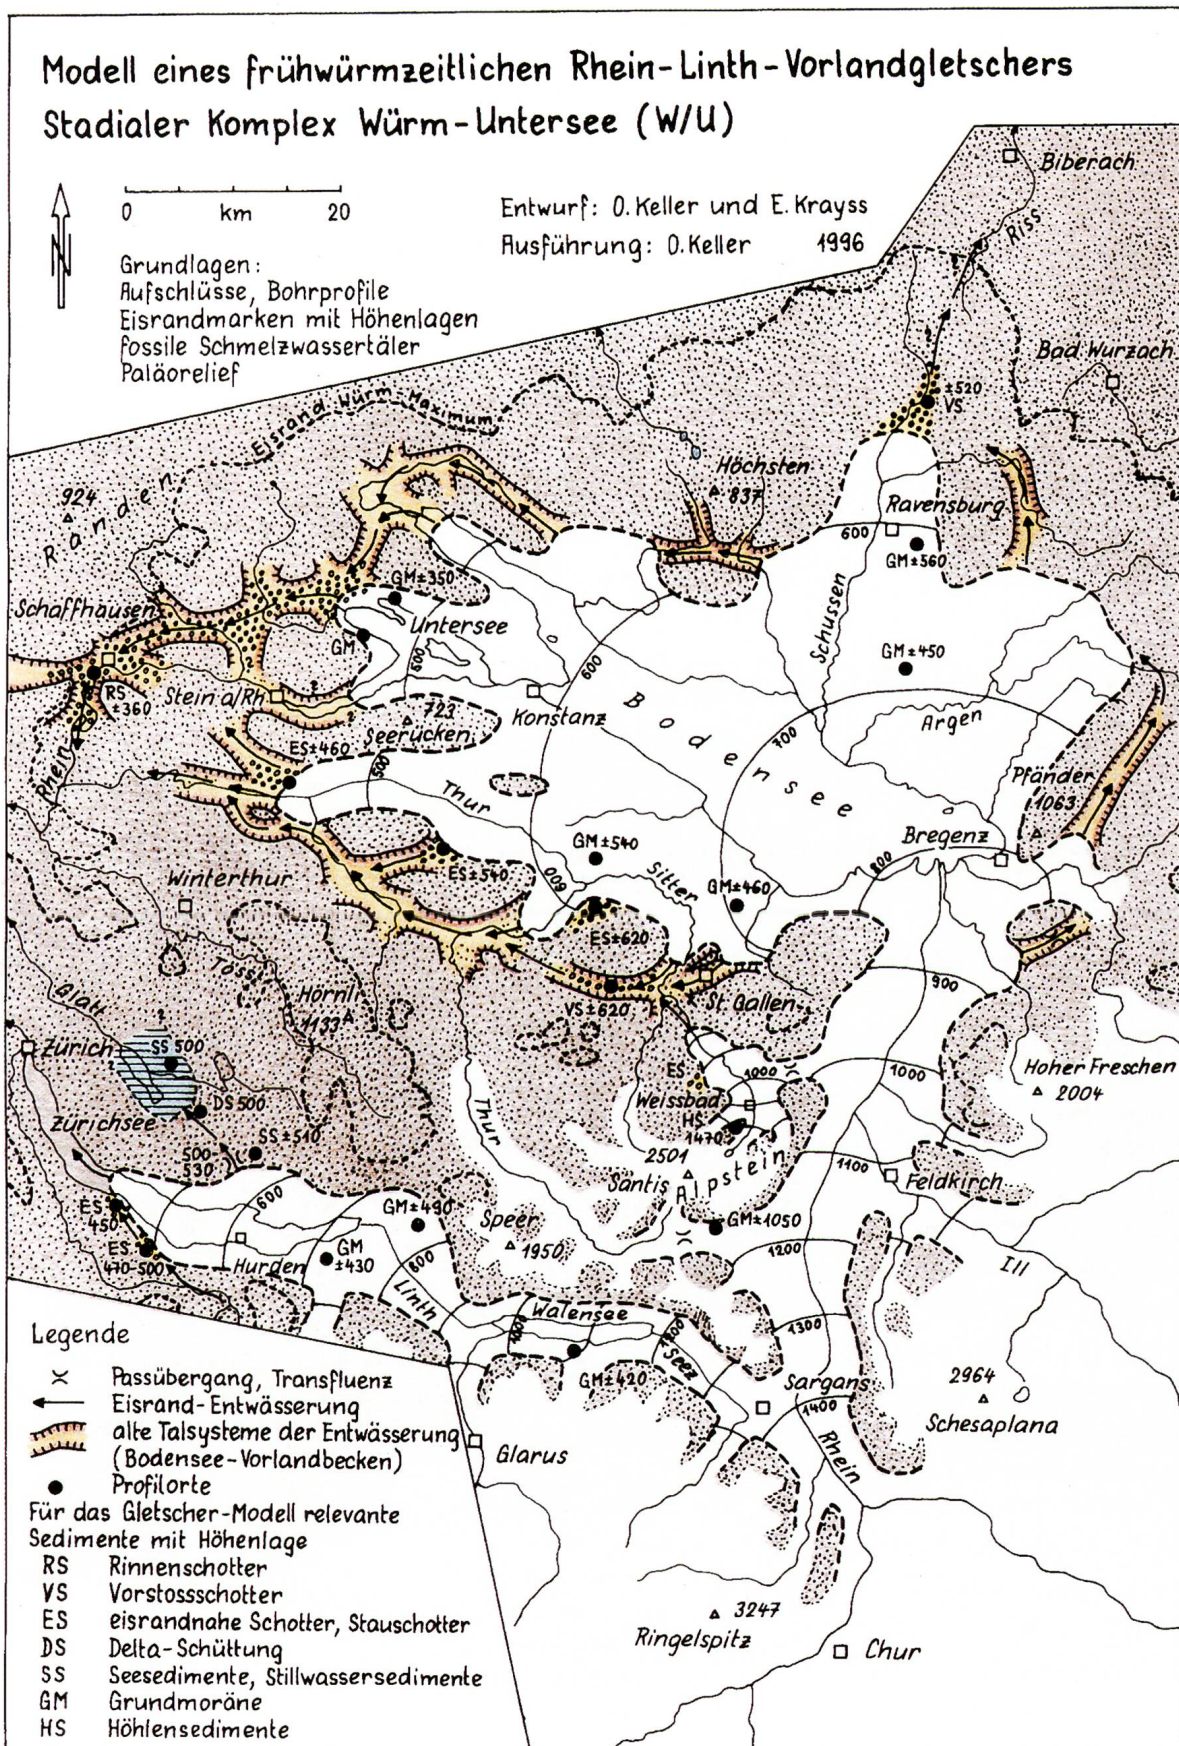 Modell eines frühwürmzeitlichen Rhein-Linth-Vorlandgletschers
Stadialer Komplex Würm-Untersee (W/U)
N
0 km 20
Entwurf: O. Keller und E. Krayss
Ausführung: O. Keller 1996
Grundlagen:
Aufschlüsse, Bohrprofile
Eisrandmarken mit Höhenlagen
fossile Schmelzwassertäler
Paläorelief
Biberach
Riss
Bad Wurzach
±520
VS
Eisrand Würm-Maximum
Höchsten
837
924
Randen
Ravensburg
600
GM±560
GM±350
Schaffhausen
Untersee
GM
500
Schussen
GM±450
600
2
?
RS
±360
Stein a/Rh
Konstanz
Bodensee
Argen
723
Seerücken
700
ES±460
500
Rhein
Thur
Pfänder
1063
Bregenz
800
GM±540
ES±540
600
Sitter
GM±460
Winterthur
ES±620
Töss
Hörnli
1133
VS±620
St. Gallen
900
Glatt
?
Zürich
SS 500
ES
1000
1000
Hoher Freschen
2004
Weissbad
DS 500
Zürichsee
HS
1470
SS±510
500-
530
Thur
2501
Säntis
Alpstein
1100
Feldkirch
ES
450
600
GM±490
Speer
1950
GM±1050
ES
470-500
Hurden
GM
±430
800
1200
Ill
Linth
Walensee
1000
1200
1300
Seez
GM±420
Sargans
1400
2964
Schesaplana
Glarus
Rhein
3247
Ringelspitz
Chur
Legende
Passübergang, Transfluenz
Eisrand-Entwässerung
alte Talsysteme der Entwässerung
(Bodensee-Vorlandbecken)
Profilorte
Für das Gletscher-Modell relevante
Sedimente mit Höhenlage
RS Rinnenschotter
VS Vorstossschotter
ES eisrandnahe Schotter, Stauschotter
DS Delta-Schüttung
SS Seesedimente, Stillwassersedimente
GM Grundmoräne
HS Höhlensedimente